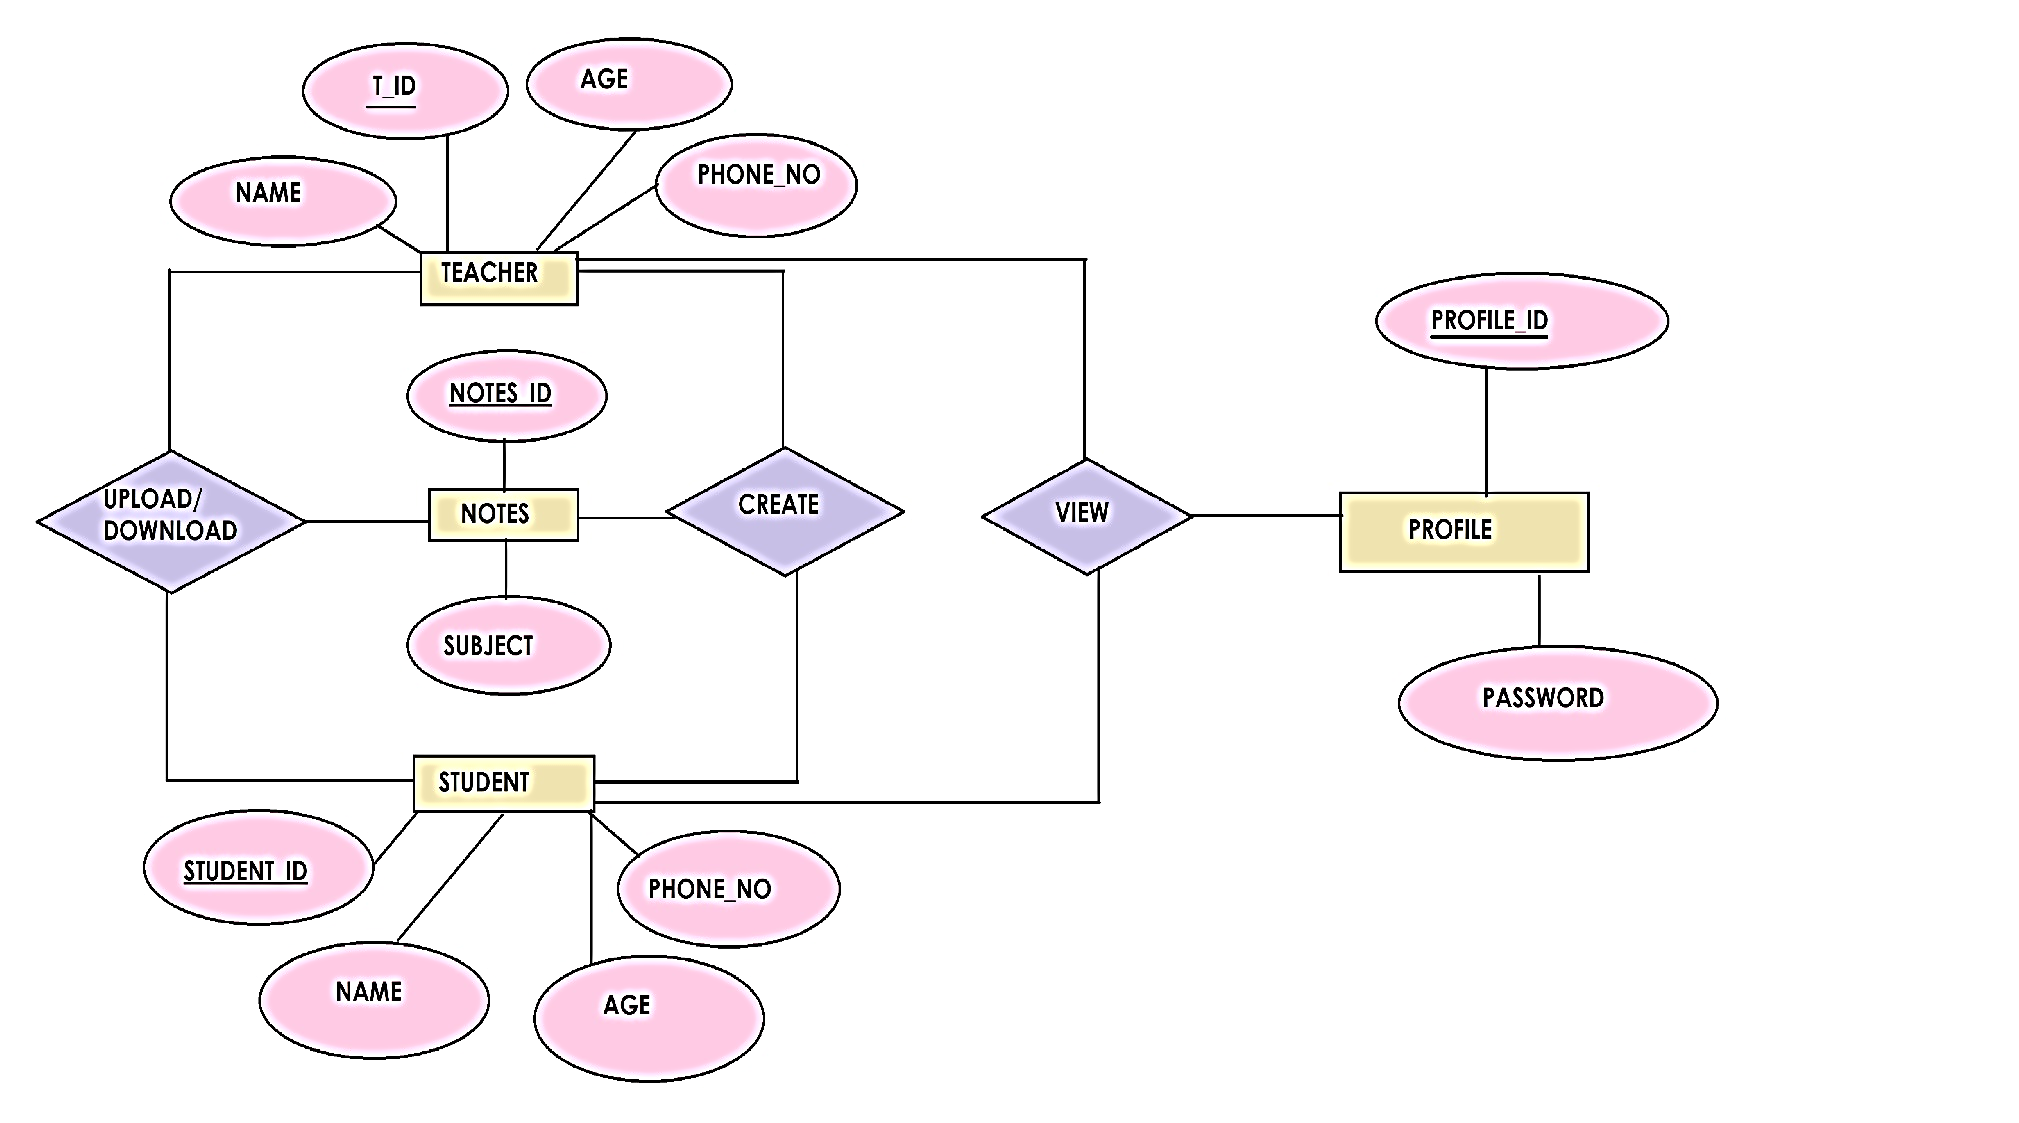 T_ID
AGE
PHONE_NO
NAME
TEACHER
PROFILE_ID
NOTES_ID
UPLOAD/
DOWNLOAD
NOTES
CREATE
VIEW
PROFILE
SUBJECT
PASSWORD
STUDENT
STUDENT_ID
PHONE_NO
NAME
AGE